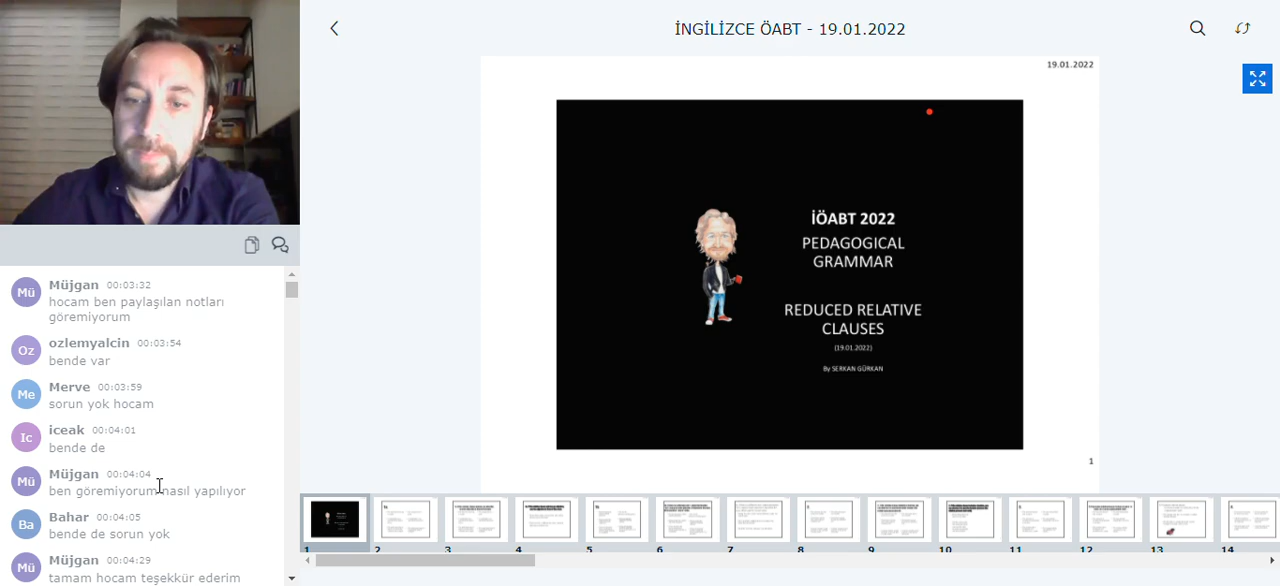 İNGİLİZCE ÖABT - 19.01.2022
19.01.2022
İÖABT 2022
PEDAGOGICAL
GRAMMAR
REDUCED RELATIVE
CLAUSES
(19.01.2022)
By SERKAN GÜRKAN
1
Mü
Müjgan 00:03:32
hocam ben paylaşılan notları
göremiyorum
Oz
ozlemyalcin 00:03:54
bende var
Me
Merve 00:03:59
sorun yok hocam
Ic
iceak 00:04:01
bende de
Mü
Müjgan 00:04:04
ben göremiyorum nasıl yapılıyor
Ba
Bahar 00:04:05
bende de sorun yok
Mü
Müjgan 00:04:29
tamam hocam teşekkür ederim
1 2 3 4 5 6 7 8 9 10 11 12 13 14